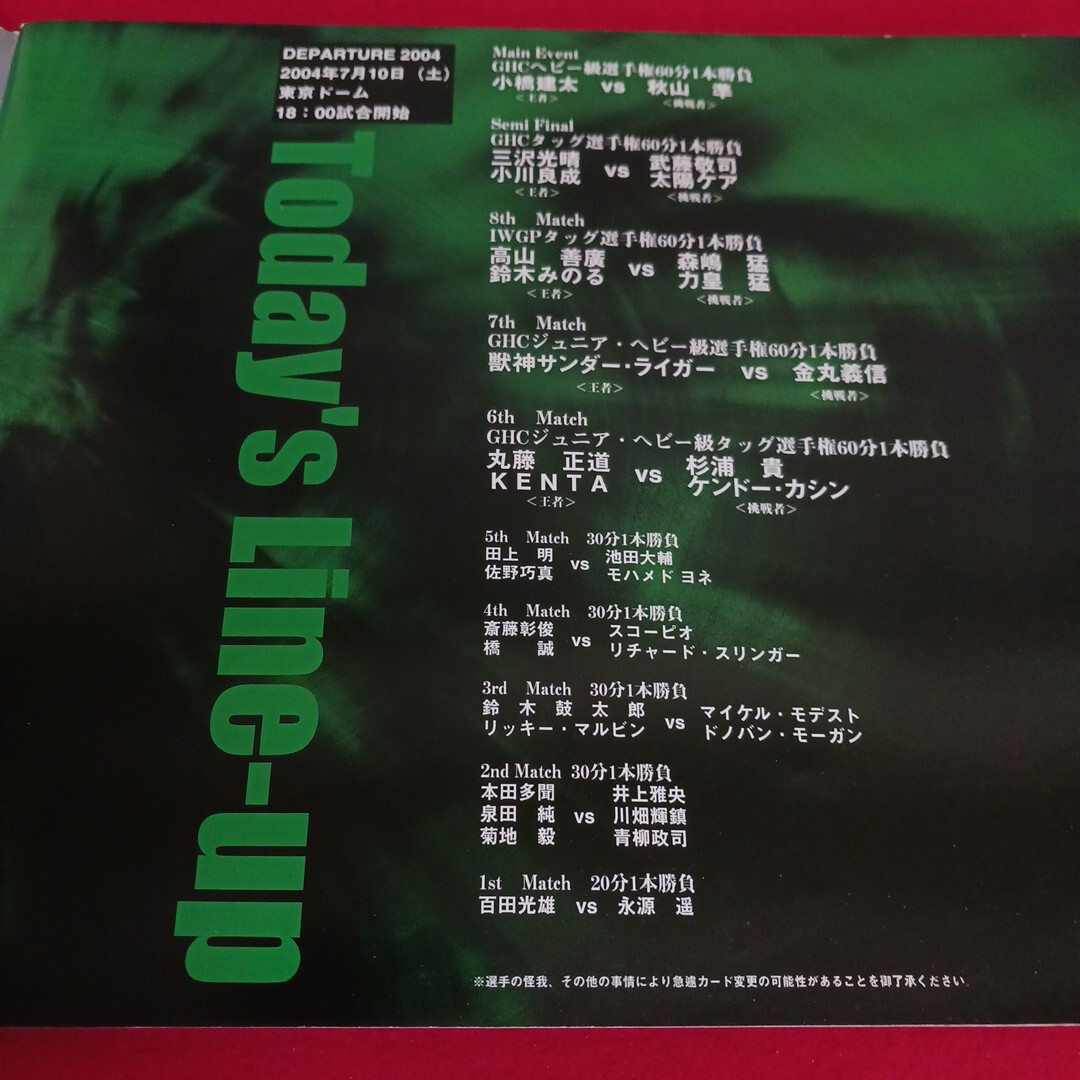 DEPARTURE 2004
2004年7月10日（土）
東京ドーム
18：00試合開始
Today's Line-up
Main Event
GHCヘビー級選手権60分1本勝負
小橋建太 vs 秋山　準
＜王者＞ ＜挑戦者＞
Semi Final
GHCタッグ選手権60分1本勝負
三沢光晴 武藤敬司
vs
小川良成 太陽ケア
＜王者＞ ＜挑戦者＞
8th Match
IWGPタッグ選手権60分1本勝負
高山　善廣 森嶋　猛
vs
鈴木みのる 力皇　猛
＜王者＞ ＜挑戦者＞
7th Match
GHCジュニア・ヘビー級選手権60分1本勝負
獣神サンダー・ライガー vs 金丸義信
＜王者＞ ＜挑戦者＞
6th Match
GHCジュニア・ヘビー級タッグ選手権60分1本勝負
丸藤　正道 杉浦　貴
vs
KENTA ケンドー・カシン
＜王者＞ ＜挑戦者＞
5th Match 30分1本勝負
田上　明 池田大輔
vs
佐野巧真 モハメド ヨネ
4th Match 30分1本勝負
斎藤彰俊 スコーピオ
vs
橋　誠 リチャード・スリンガー
3rd Match 30分1本勝負
鈴木鼓太郎 マイケル・モデスト
vs
リッキー・マルビン ドノバン・モーガン
2nd Match 30分1本勝負
本田多聞 井上雅央
泉田　純 vs 川畑輝鎮
菊地　毅 青柳政司
1st Match 20分1本勝負
百田光雄 vs 永源　遥
※選手の怪我、その他の事情により急遽カード変更の可能性があることを御了承ください。